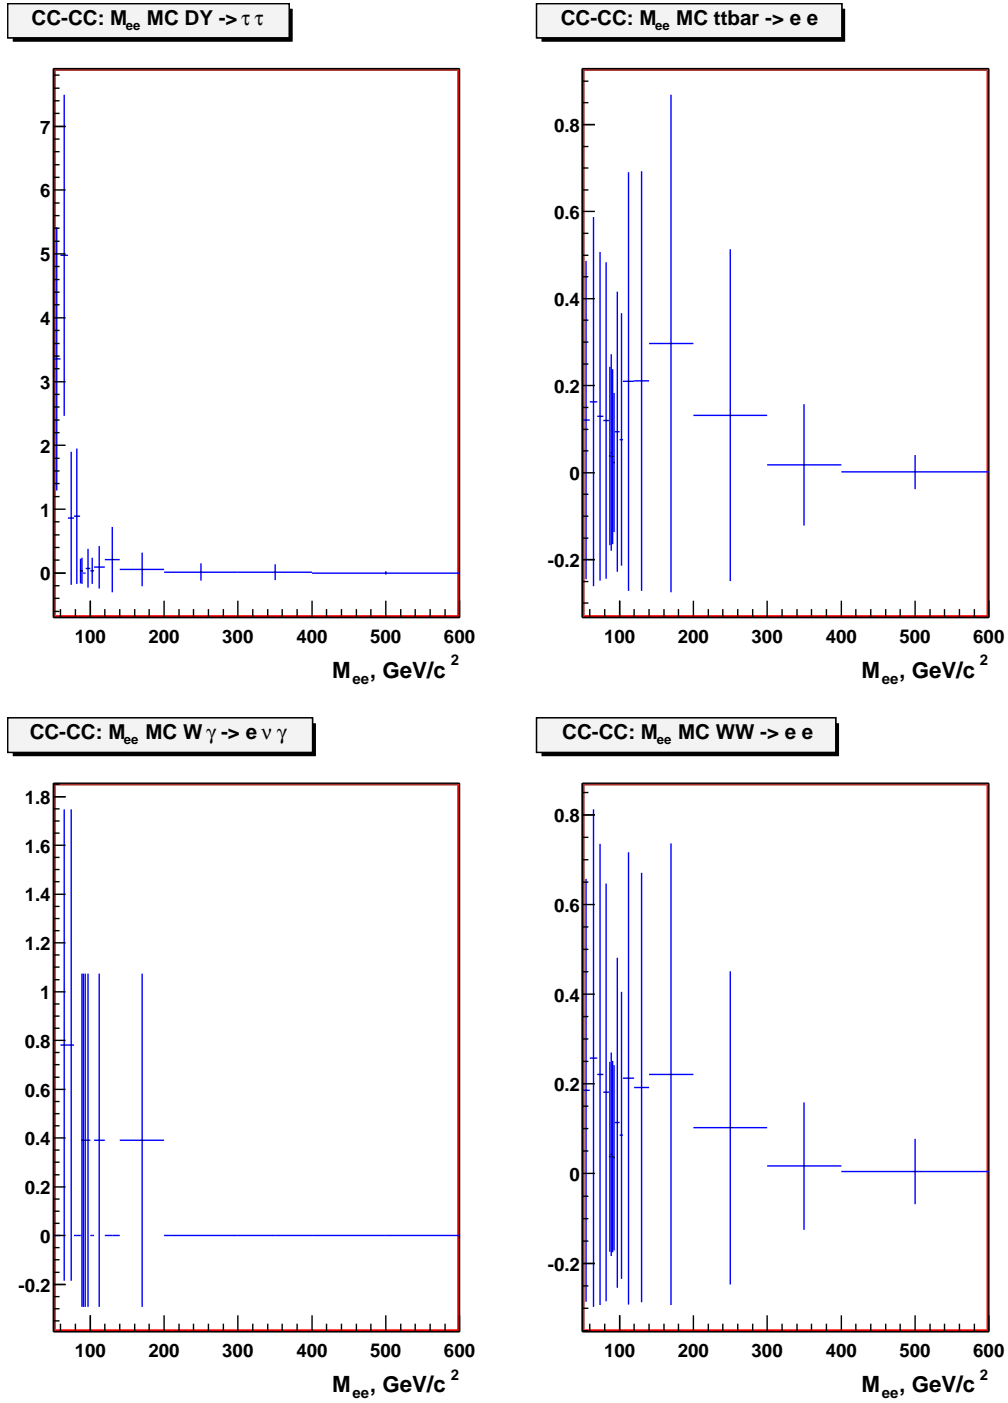 CC-CC: Mee MC DY -> τ τ
7
6
5
4
3
2
1
0
100 200 300 400 500 600
Mee, GeV/c 2
CC-CC: Mee MC ttbar -> e e
0.8
0.6
0.4
0.2
0
-0.2
100 200 300 400 500 600
Mee, GeV/c 2
CC-CC: Mee MC W γ -> e ν γ
1.8
1.6
1.4
1.2
1
0.8
0.6
0.4
0.2
0
-0.2
100 200 300 400 500 600
Mee, GeV/c 2
CC-CC: Mee MC WW -> e e
0.8
0.6
0.4
0.2
0
-0.2
100 200 300 400 500 600
Mee, GeV/c 2